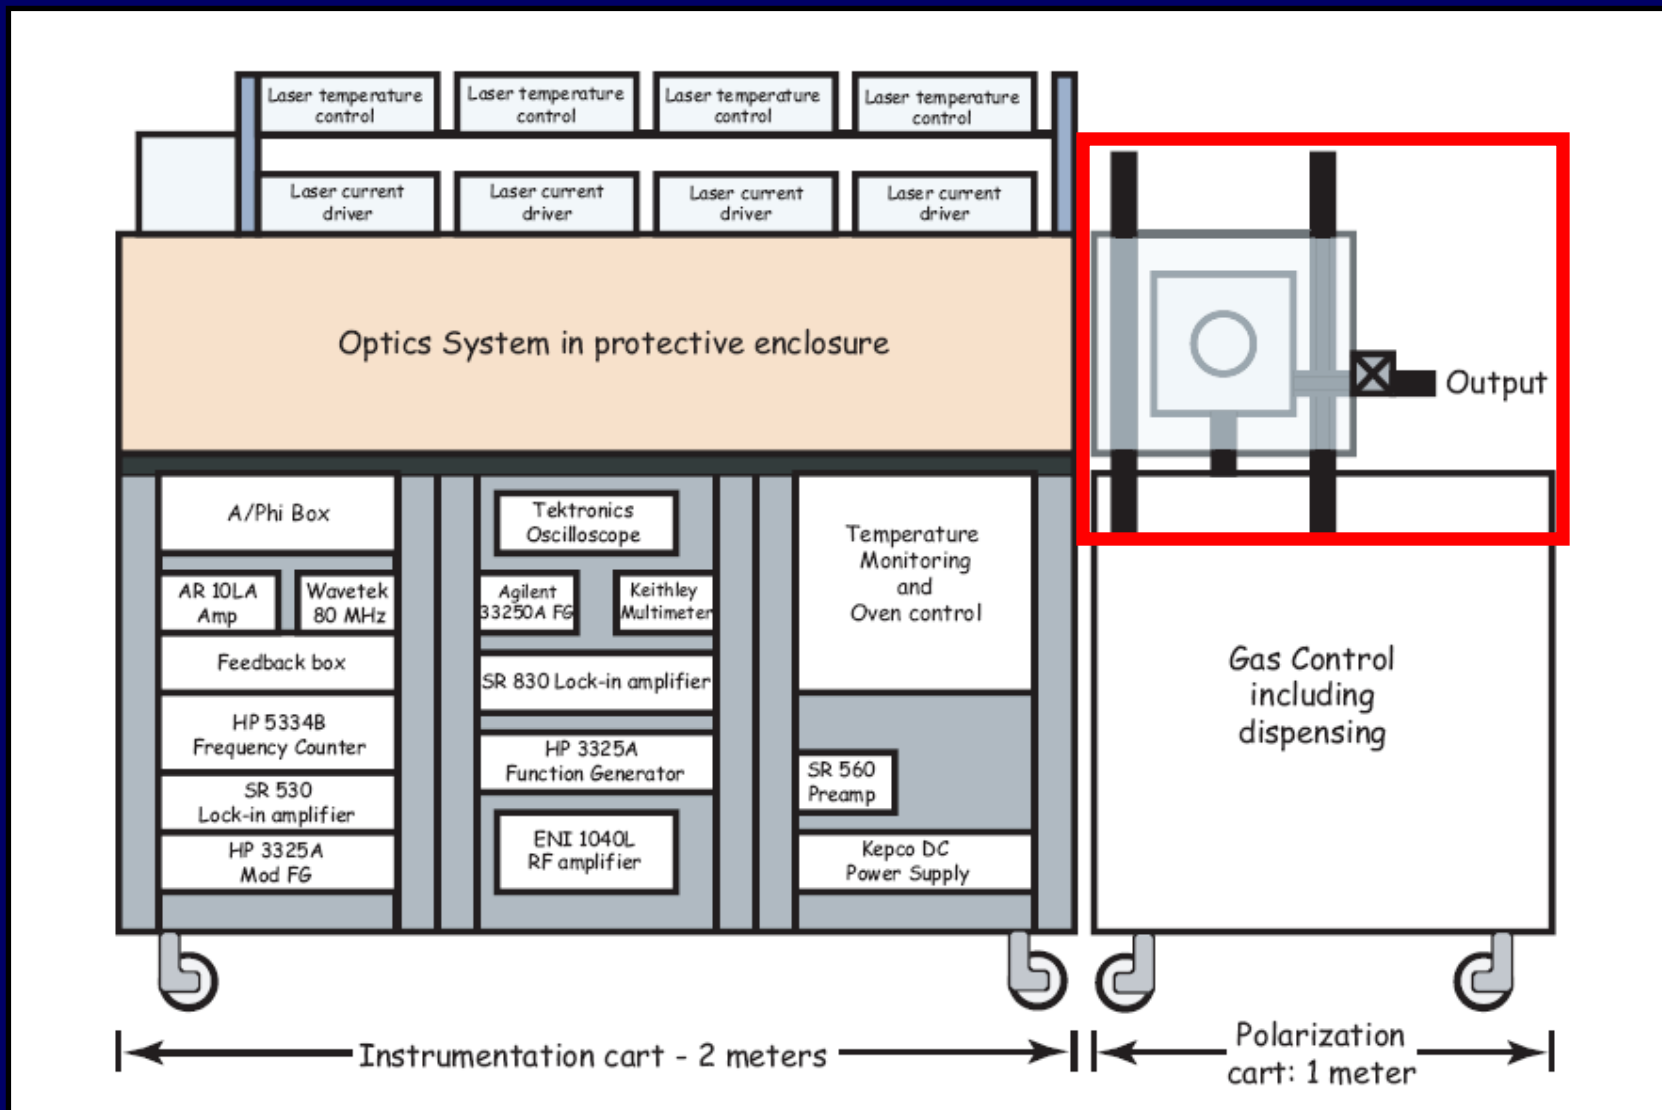 Laser temperature
control
Laser temperature
control
Laser temperature
control
Laser temperature
control
Laser current
driver
Laser current
driver
Laser current
driver
Laser current
driver
Optics System in protective enclosure
Output
A/Phi Box
AR 10LA
Amp
Wavetek
80 MHz
Feedback box
HP 5334B
Frequency Counter
SR 530
Lock-in amplifier
HP 3325A
Mod FG
Tektronics
Oscilloscope
Agilent
33250A FG
Keithley
Multimeter
SR 830 Lock-in amplifier
HP 3325A
Function Generator
ENI 1040L
RF amplifier
Temperature
Monitoring
and
Oven control
SR 560
Preamp
Kepco DC
Power Supply
Gas Control
including
dispensing
Instrumentation cart - 2 meters
Polarization
cart: 1 meter